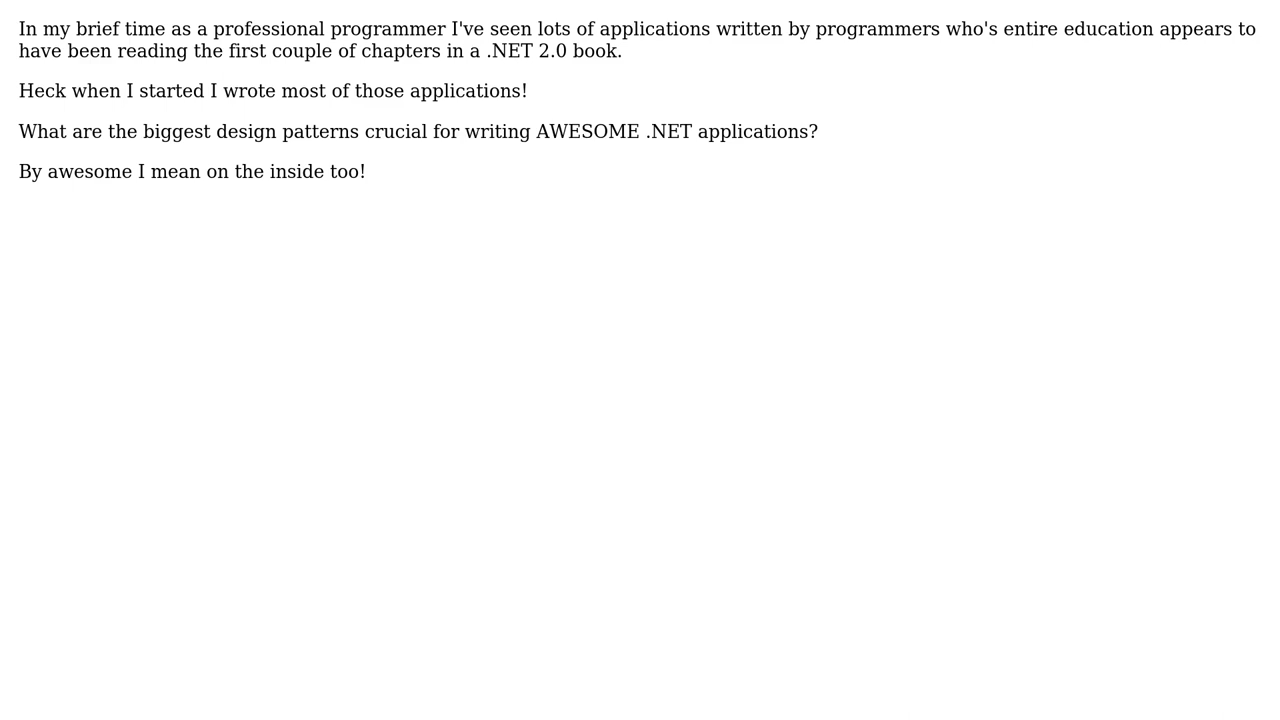 In my brief time as a professional programmer I've seen lots of applications written by programmers who's entire education appears to
have been reading the first couple of chapters in a .NET 2.0 book.
Heck when I started I wrote most of those applications!
What are the biggest design patterns crucial for writing AWESOME .NET applications?
By awesome I mean on the inside too!